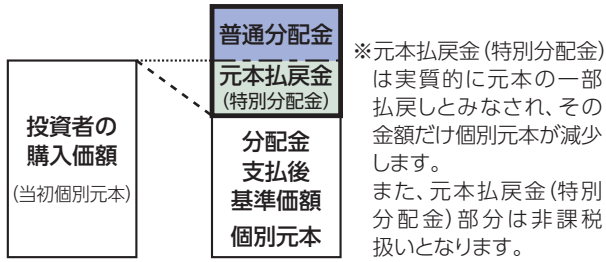 投資者の
購入価額
(当初個別元本)
普通分配金
元本払戻金
(特別分配金)
分配金
支払後
基準価額
個別元本
※元本払戻金(特別分配金)
は実質的に元本の一部
払戻しとみなされ、その
金額だけ個別元本が減少
します。
また、元本払戻金(特別
分配金)部分は非課税
扱いとなります。